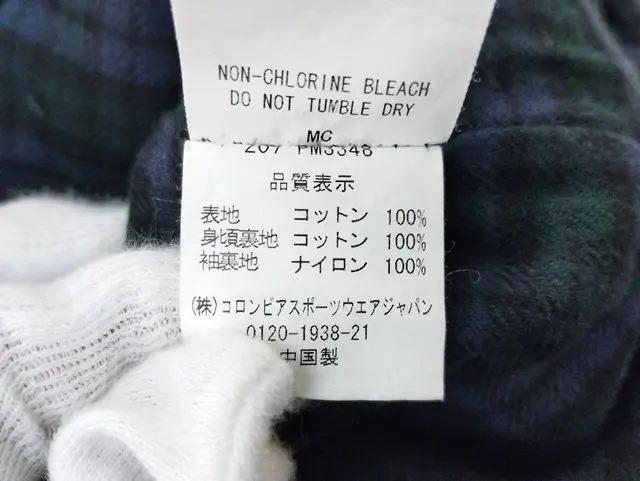 NON-CHLORINE BLEACH
DO NOT TUMBLE DRY
MC
PM3348
品質表示
表地 コットン 100%
身頃裏地 コットン 100%
袖裏地 ナイロン 100%
(株)コロンビアスポーツウエアジャパン
0120-1938-21
中国製